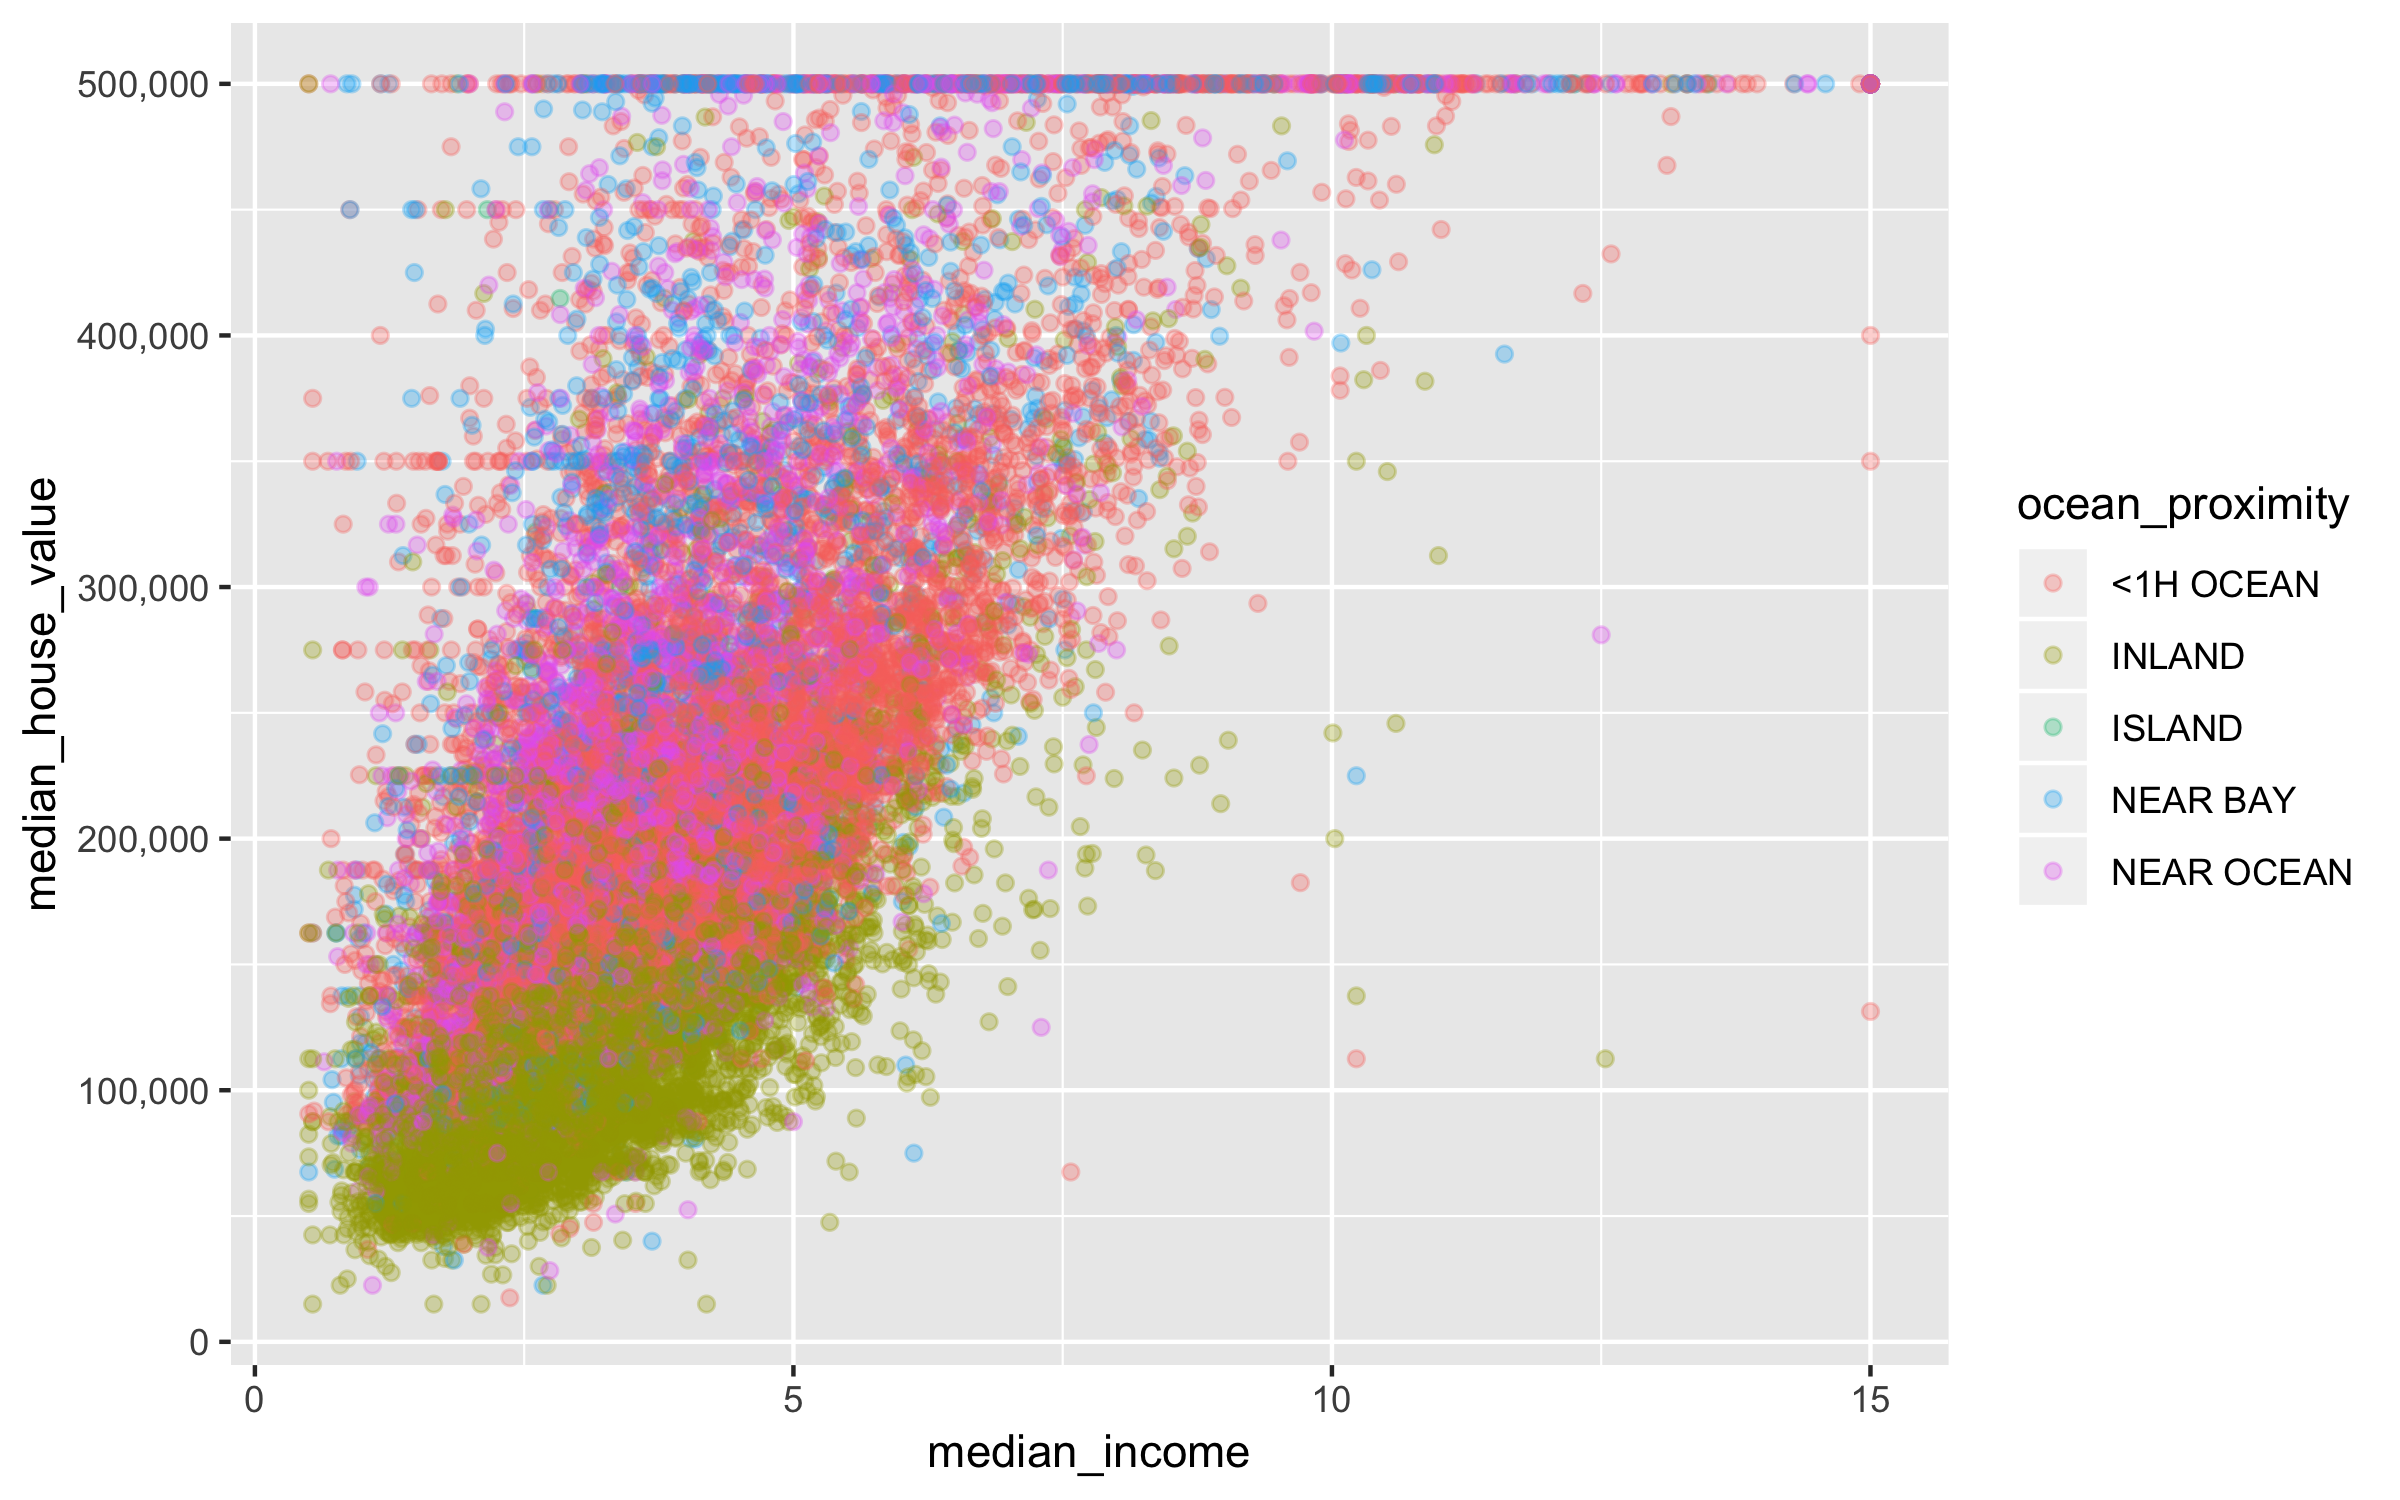 500,000
400,000
300,000
200,000
100,000
0
median_house_value
0 5 10 15
median_income
ocean_proximity
<1H OCEAN
INLAND
ISLAND
NEAR BAY
NEAR OCEAN